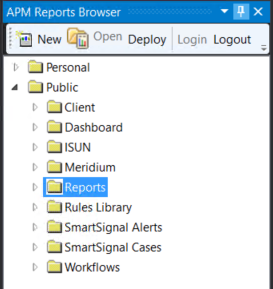 APM Reports Browser
New Open Deploy Login Logout
Personal
Public
Client
Dashboard
ISUN
Meridium
Reports
Rules Library
SmartSignal Alerts
SmartSignal Cases
Workflows